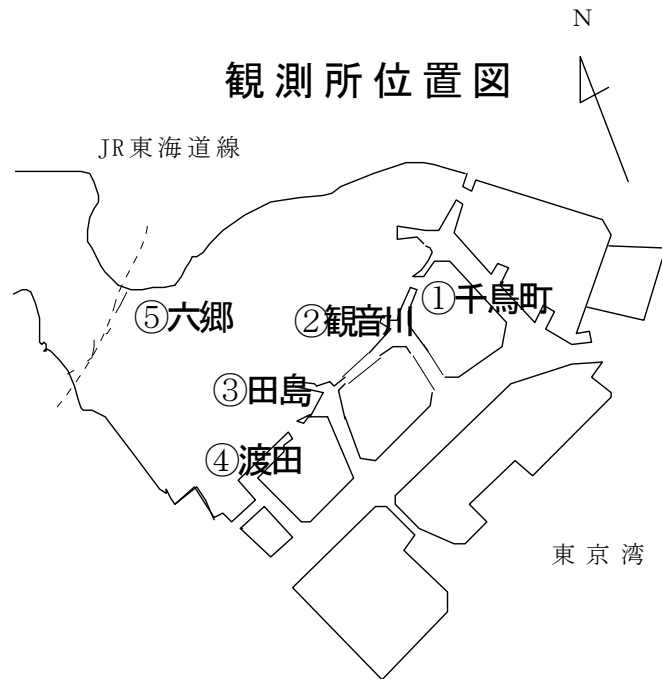 N
観測所位置図
JR東海道線
①千鳥町
⑤六郷
②観音川
③田島
④渡田
東京湾